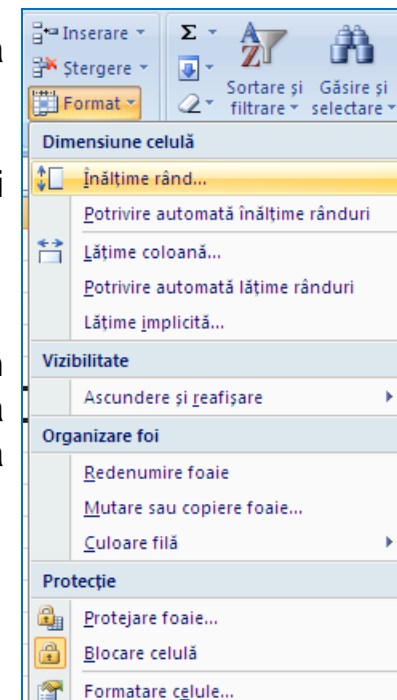 Inserare
Ștergere
Format
Σ
A
Z
Sortare și filtrare
Găsire și selectare
Dimensiune celulă
Înălțime rând...
Potrivire automată înălțime rânduri
Lățime coloană...
Potrivire automată lățime rânduri
Lățime implicită...
Vizibilitate
Ascundere și reafișare
Organizare foi
Redenumire foaie
Mutare sau copiere foaie...
Culoare filă
Protecție
Protejare foaie...
Blocare celulă
Formatare celule...